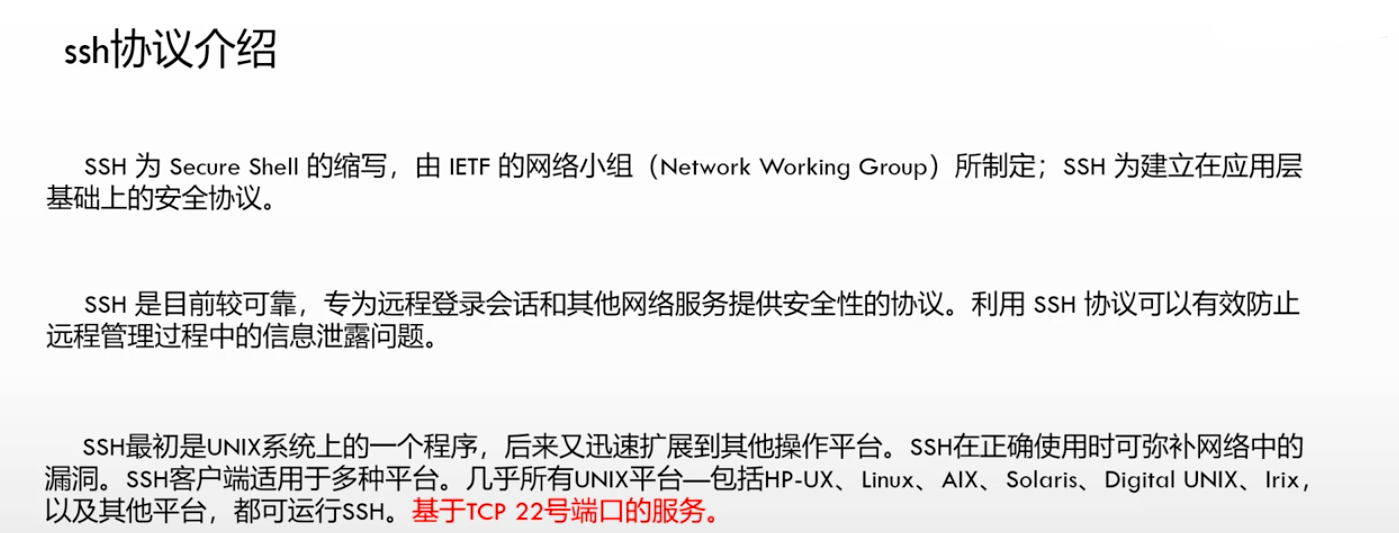 ssh协议介绍
SSH 为 Secure Shell 的缩写，由 IETF 的网络小组（Network Working Group）所制定；SSH 为建立在应用层
基础上的安全协议。
SSH 是目前较可靠，专为远程登录会话和其他网络服务提供安全性的协议。利用 SSH 协议可以有效防止
远程管理过程中的信息泄露问题。
SSH最初是UNIX系统上的一个程序，后来又迅速扩展到其他操作平台。SSH在正确使用时可弥补网络中的
漏洞。SSH客户端适用于多种平台。几乎所有UNIX平台—包括HP-UX、Linux、AIX、Solaris、Digital UNIX、Irix，
以及其他平台，都可运行SSH。基于TCP 22号端口的服务。